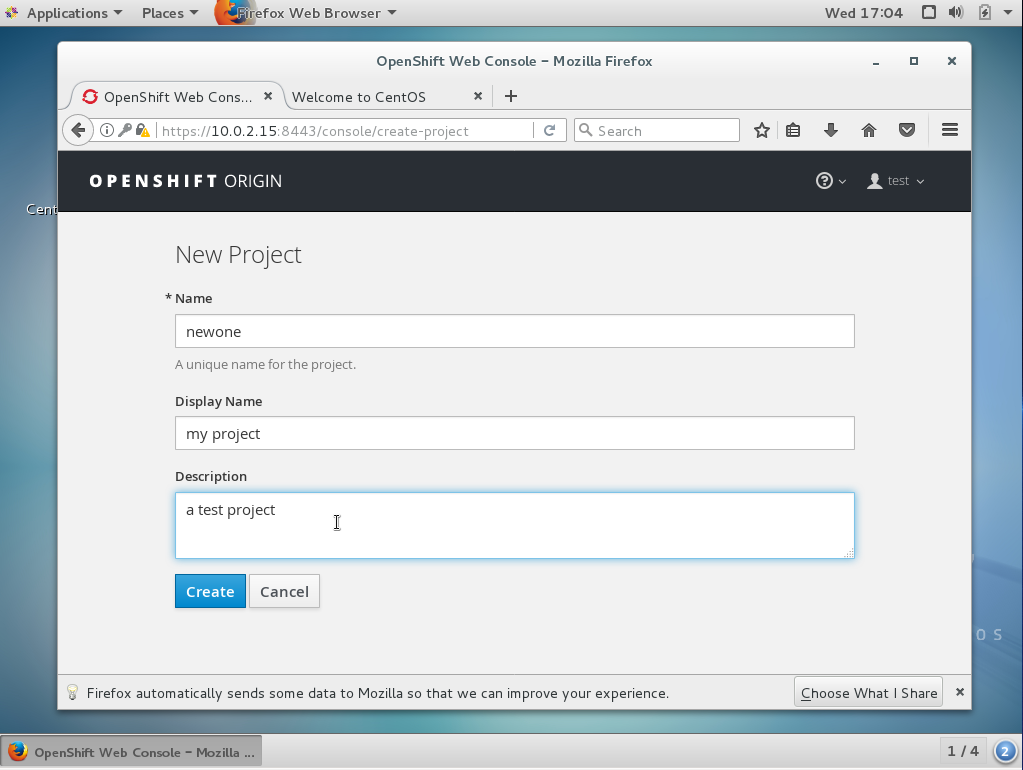 Applications Places Firefox Web Browser Wed 17:04
OpenShift Web Console – Mozilla Firefox
OpenShift Web Cons... Welcome to CentOS
https://10.0.2.15:8443/console/create-project Search
OPENSHIFT ORIGIN test
Cent
New Project
* Name
newone
A unique name for the project.
Display Name
my project
Description
a test project
Create Cancel
O S
Firefox automatically sends some data to Mozilla so that we can improve your experience. Choose What I Share
OpenShift Web Console – Mozilla ... 1 / 4 2